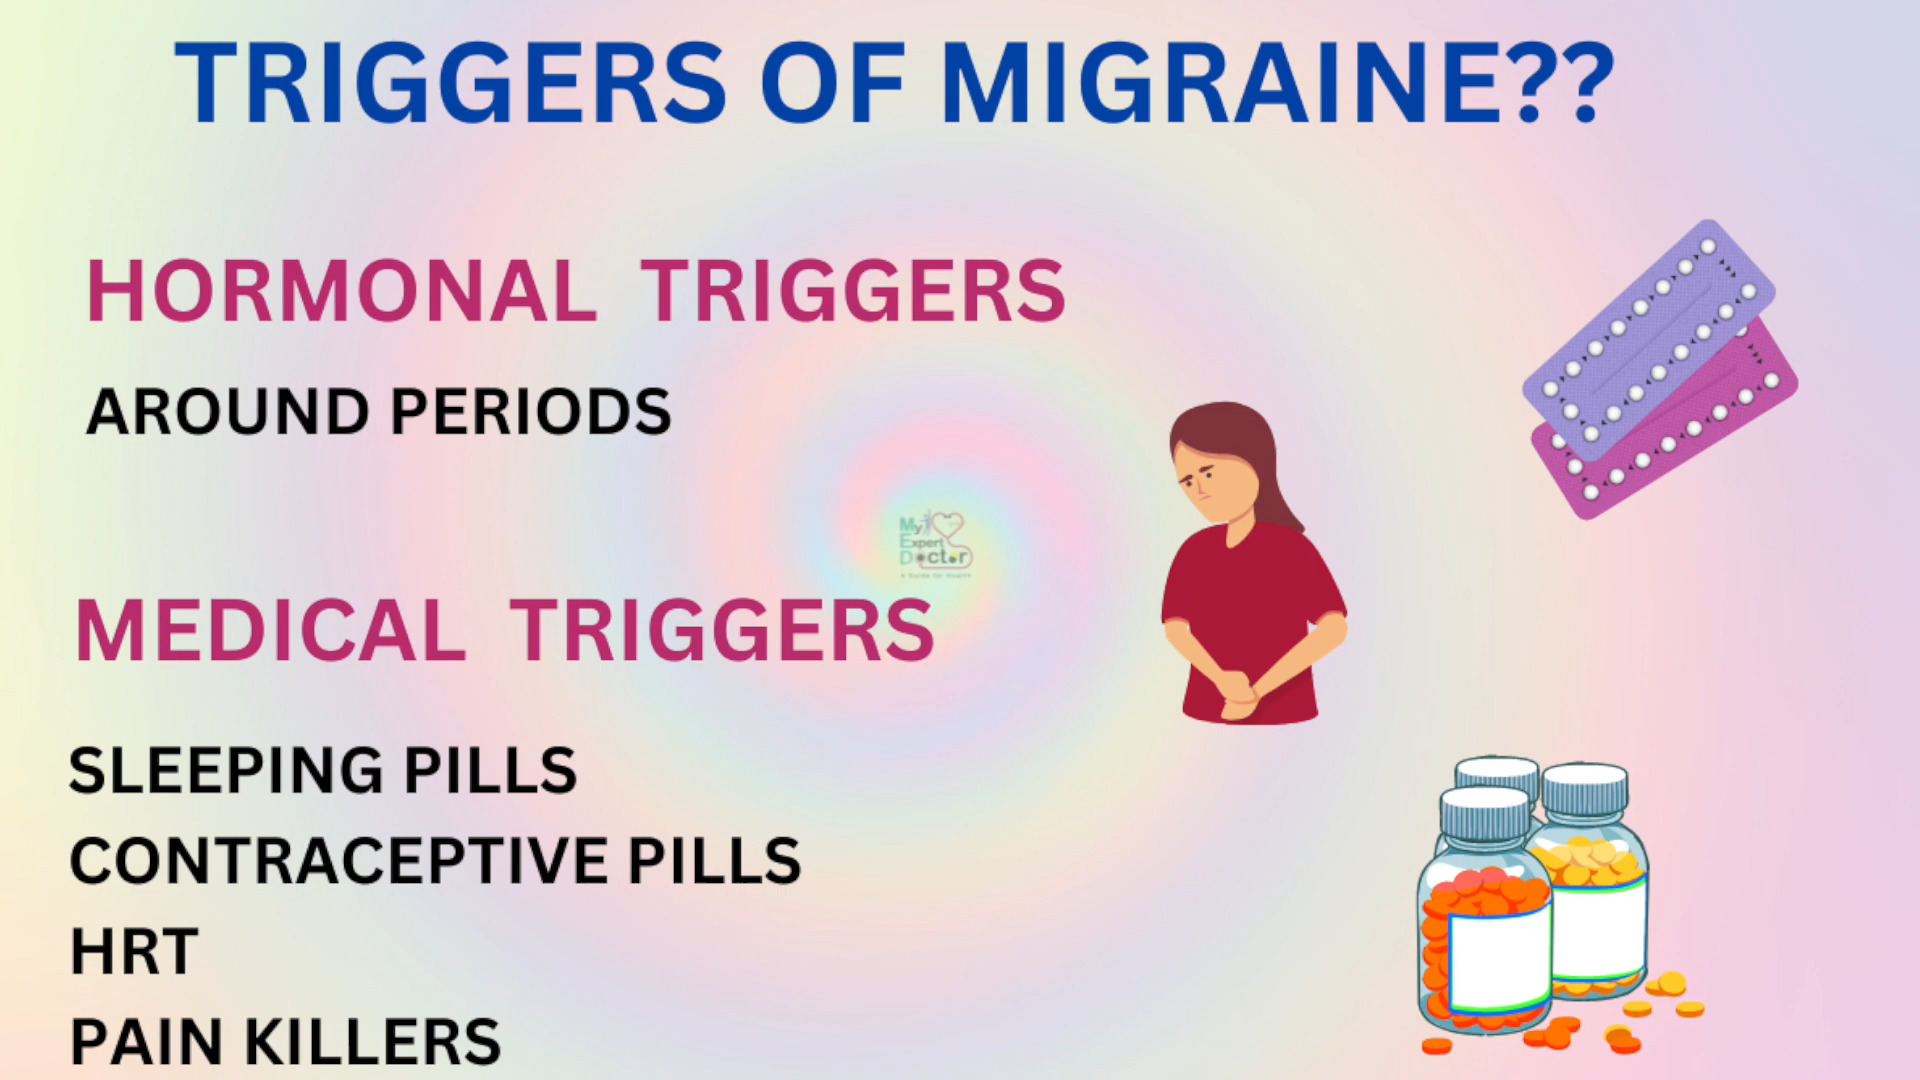 TRIGGERS OF MIGRAINE??
HORMONAL TRIGGERS
AROUND PERIODS
My
Expert
Doctor
MEDICAL TRIGGERS
SLEEPING PILLS
CONTRACEPTIVE PILLS
HRT
PAIN KILLERS